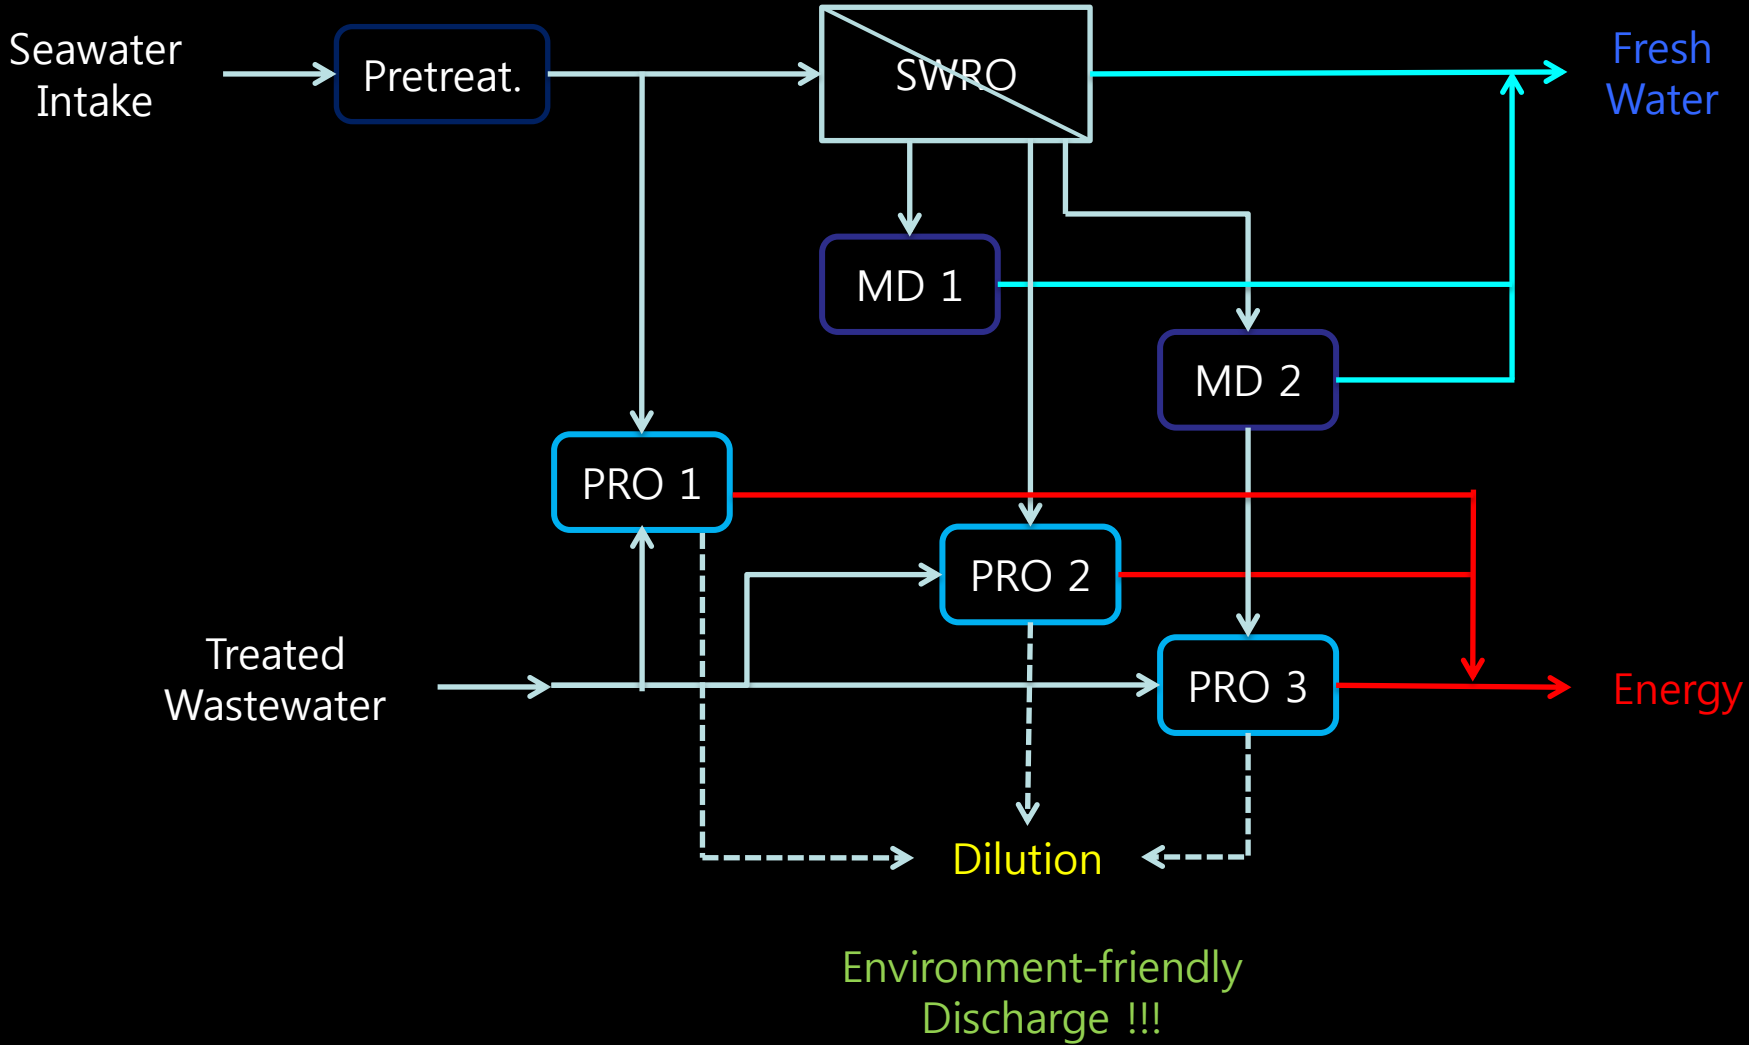 Seawater
Intake
Pretreat.
SWRO
Fresh
Water
MD 1
MD 2
PRO 1
PRO 2
Treated
Wastewater
PRO 3
Energy
Dilution
Environment-friendly
Discharge !!!